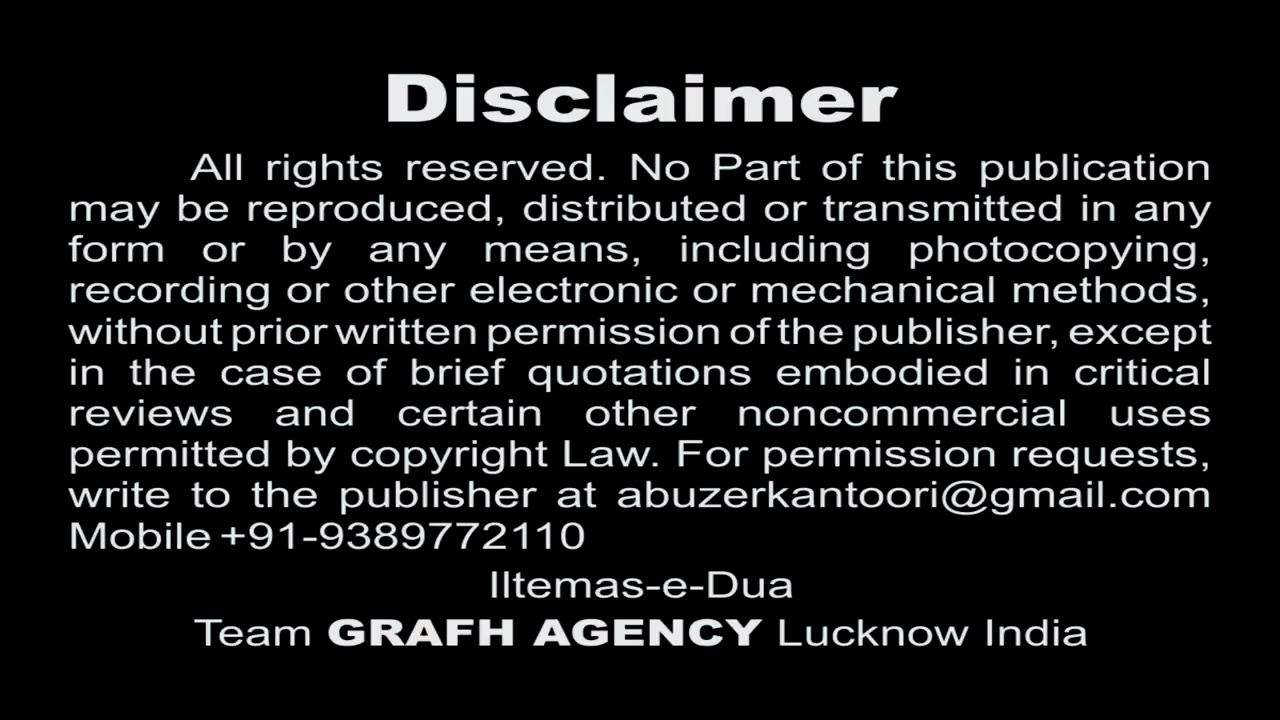 Disclaimer
All rights reserved. No Part of this publication
may be reproduced, distributed or transmitted in any
form or by any means, including photocopying,
recording or other electronic or mechanical methods,
without prior written permission of the publisher, except
in the case of brief quotations embodied in critical
reviews and certain other noncommercial uses
permitted by copyright Law. For permission requests,
write to the publisher at abuzerkantoori@gmail.com
Mobile +91-9389772110
Iltemas-e-Dua
Team GRAFH AGENCY Lucknow India